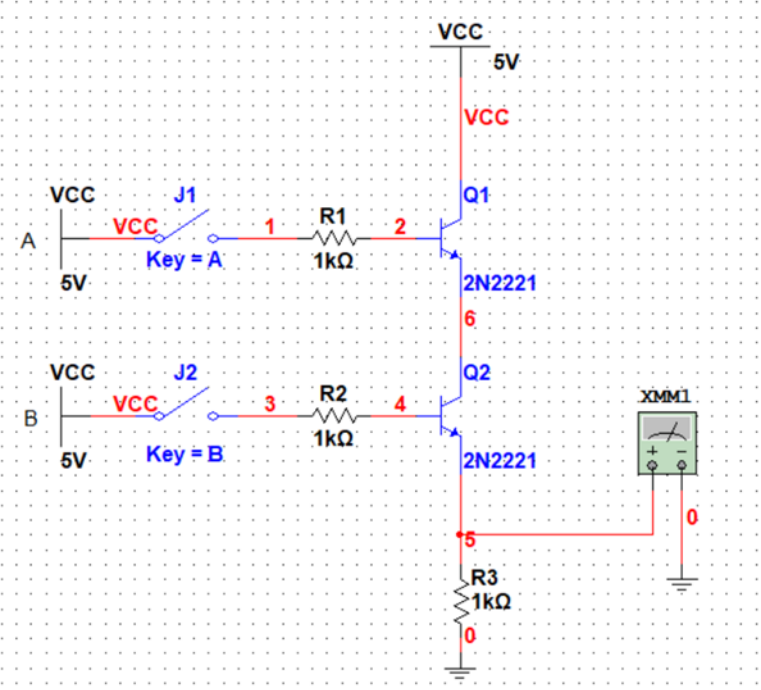 VCC
5V
VCC
VCC
J1
Q1
A
VCC
1
R1
2
Key = A
1kΩ
5V
2N2221
6
VCC
J2
Q2
B
VCC
3
R2
4
XMM1
Key = B
1kΩ
5V
2N2221
+ −
5
0
R3
1kΩ
0